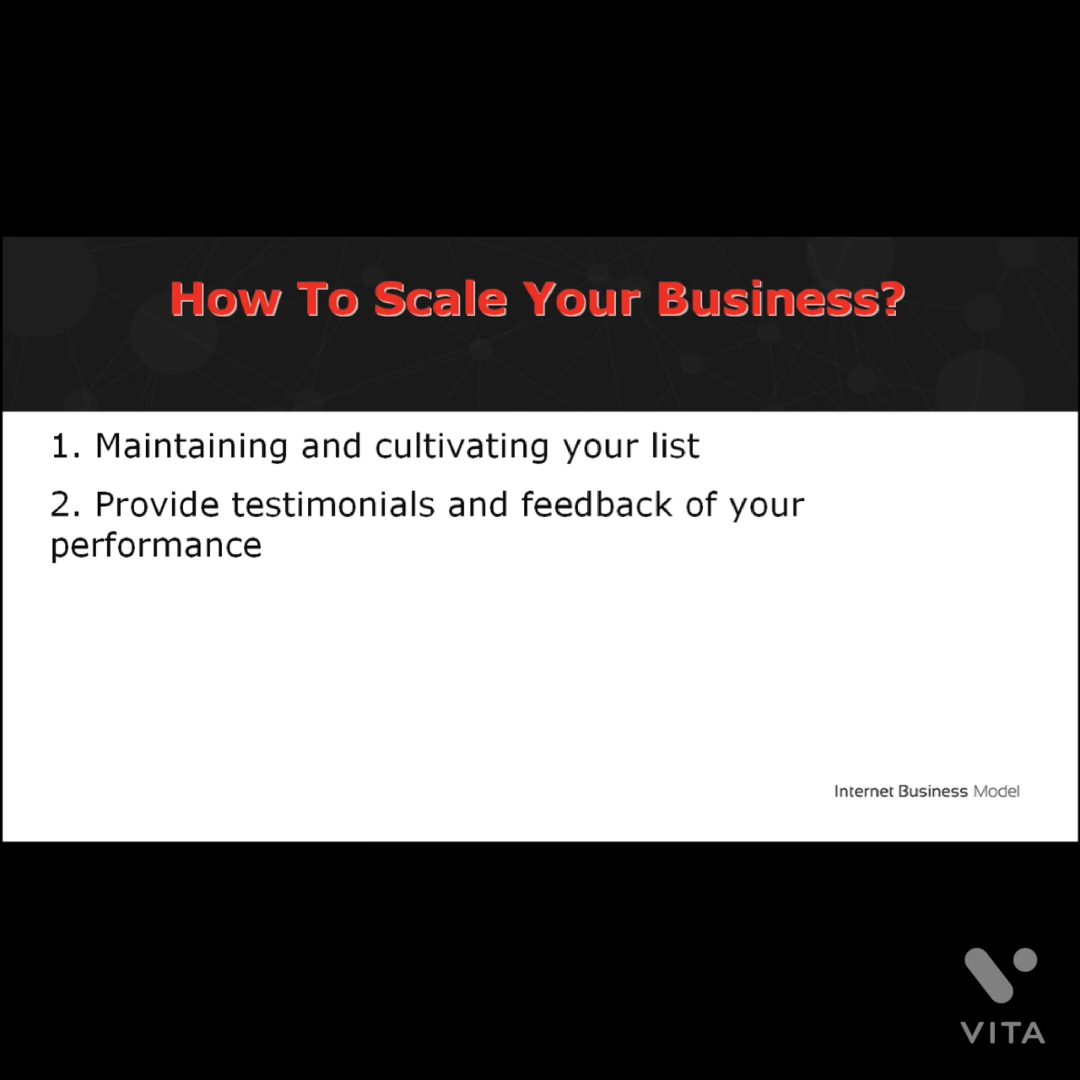 How To Scale Your Business?
1. Maintaining and cultivating your list
2. Provide testimonials and feedback of your
performance
Internet Business Model
VITA